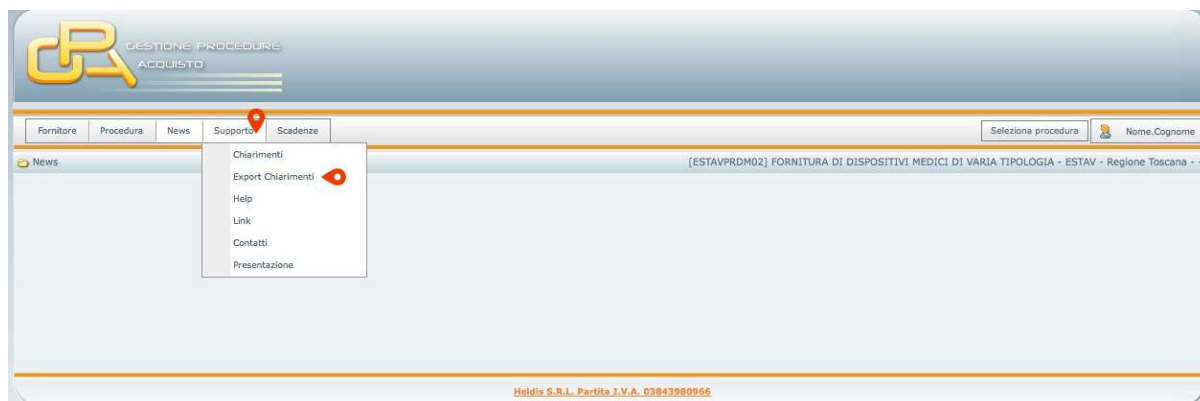 GPA
GESTIONE PROCEDURE
ACQUISTO
Fornitore Procedura News Supporto Scadenze Seleziona procedura Nome.Cognome
News [ESTAVPRDM02] FORNITURA DI DISPOSITIVI MEDICI DI VARIA TIPOLOGIA - ESTAV - Regione Toscana -
Chiarimenti
Export Chiarimenti
Help
Link
Contatti
Presentazione
Heldis S.R.L. Partita I.V.A. 03843980966